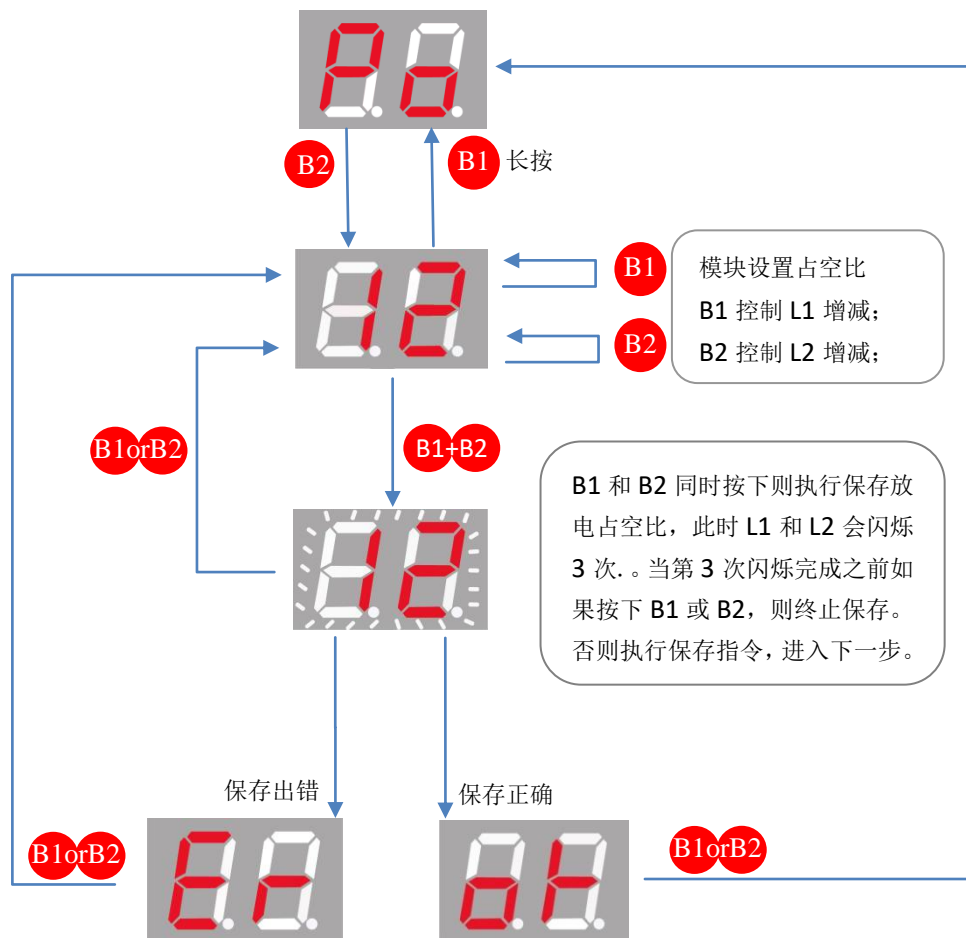 Po
B2
B1 长按
12
B1
B2
模块设置占空比
B1 控制 L1 增减；
B2 控制 L2 增减；
B1orB2
B1+B2
12
B1 和 B2 同时按下则执行保存放
电占空比，此时 L1 和 L2 会闪烁
3 次.。当第 3 次闪烁完成之前如
果按下 B1 或 B2，则终止保存。
否则执行保存指令，进入下一步。
保存出错
保存正确
B1orB2
Er
ot
B1orB2